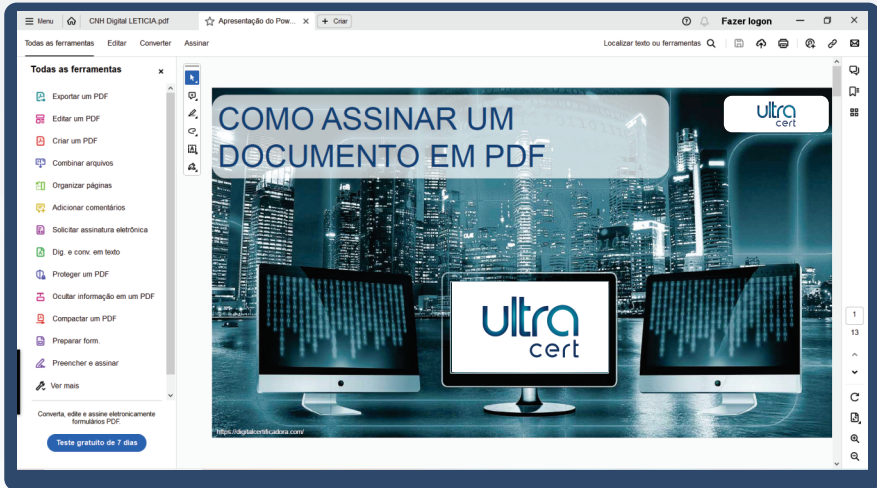 Menu
CNH Digital LETICIA.pdf
Apresentação do Pow... x
+ Criar
Fazer logon
Todas as ferramentas Editar Converter Assinar
Localizar texto ou ferramentas
Todas as ferramentas x
Exportar um PDF
Editar um PDF
Criar um PDF
Combinar arquivos
Organizar páginas
Adicionar comentários
Solicitar assinatura eletrônica
Dig. e conv. em texto
Proteger um PDF
Ocultar informação em um PDF
Compactar um PDF
Preparar form.
Preencher e assinar
Ver mais
Converta, edite e assine eletronicamente
formulários PDF.
Teste gratuito de 7 dias
COMO ASSINAR UM
DOCUMENTO EM PDF
ultra
cert
ultra
cert
https://digitalcertificadora.com/
1
13